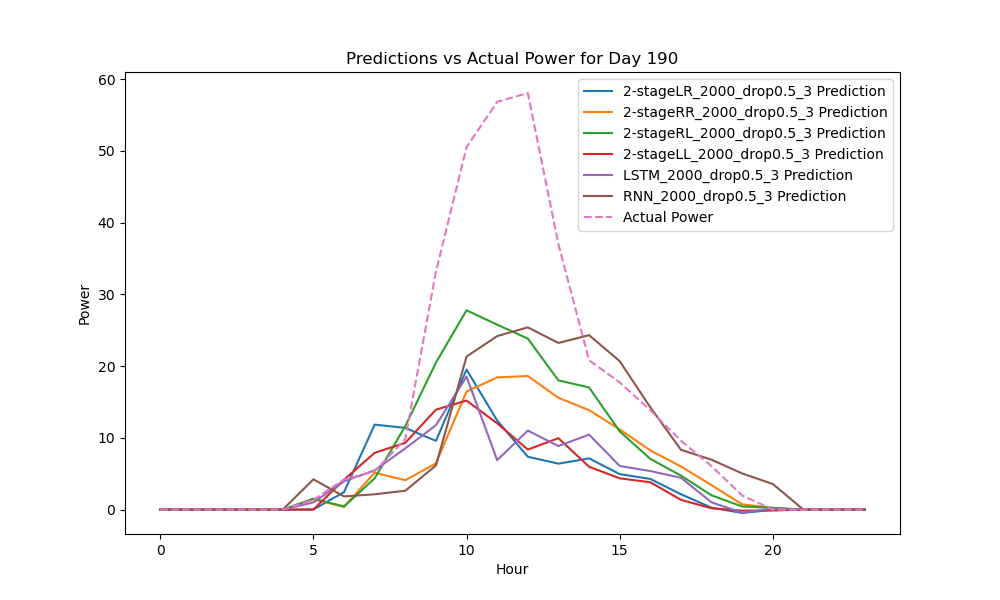 Predictions vs Actual Power for Day 190
60
50
40
30
20
10
0
Power
2-stageLR_2000_drop0.5_3 Prediction
2-stageRR_2000_drop0.5_3 Prediction
2-stageRL_2000_drop0.5_3 Prediction
2-stageLL_2000_drop0.5_3 Prediction
LSTM_2000_drop0.5_3 Prediction
RNN_2000_drop0.5_3 Prediction
Actual Power
0 5 10 15 20
Hour